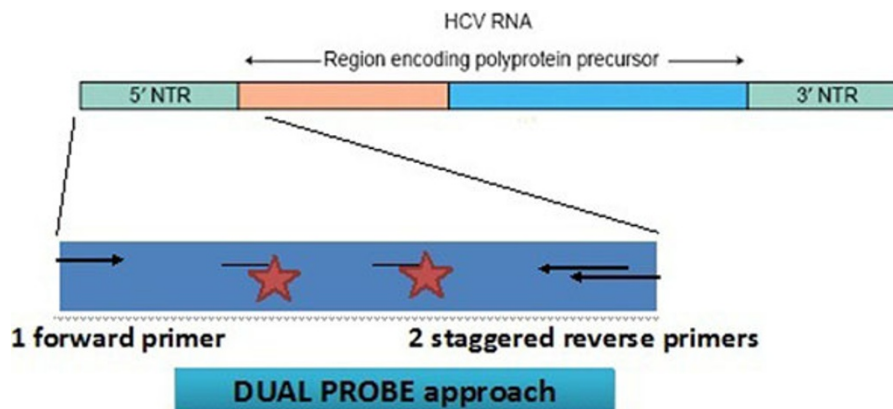 HCV RNA
Region encoding polyprotein precursor
5′ NTR
3′ NTR
1 forward primer
2 staggered reverse primers
DUAL PROBE approach